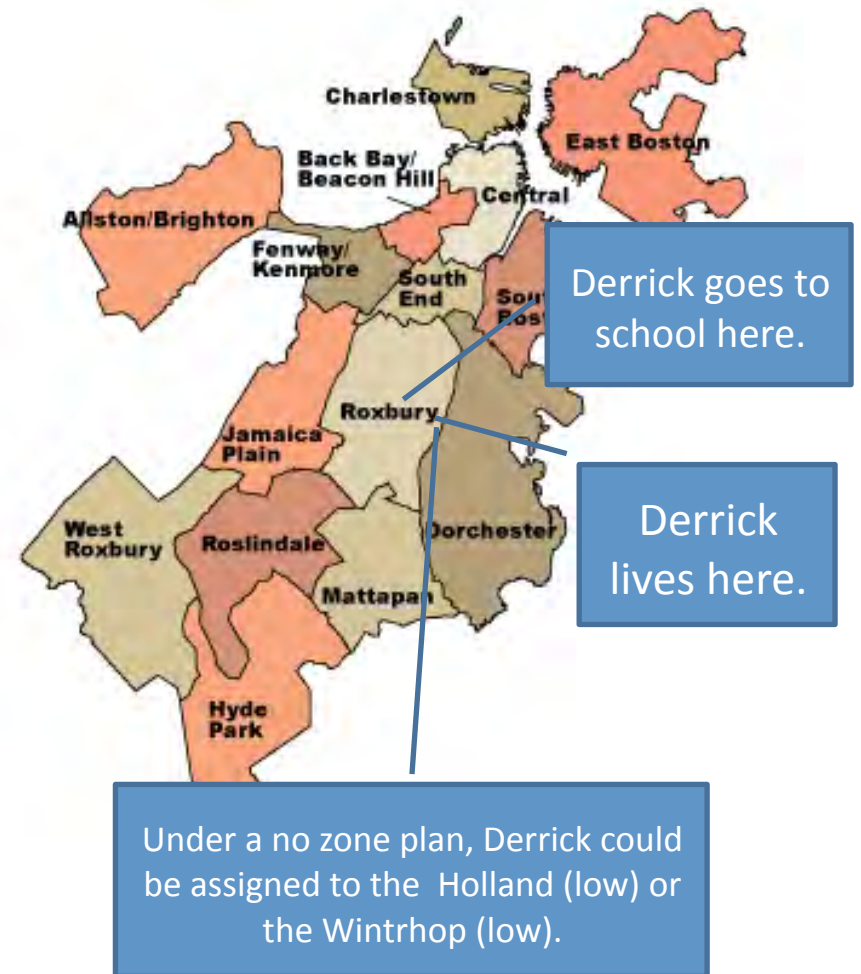 Charlestown
East Boston
Back Bay/
Beacon Hill
Central
Allston/Brighton
Fenway/
Kenmore
South
End
Derrick goes to
school here.
Roxbury
Jamaica
Plain
Derrick
lives here.
West
Roxbury
Roslindale
Dorchester
Mattapan
Hyde
Park
Under a no zone plan, Derrick could
be assigned to the Holland (low) or
the Wintrhop (low).